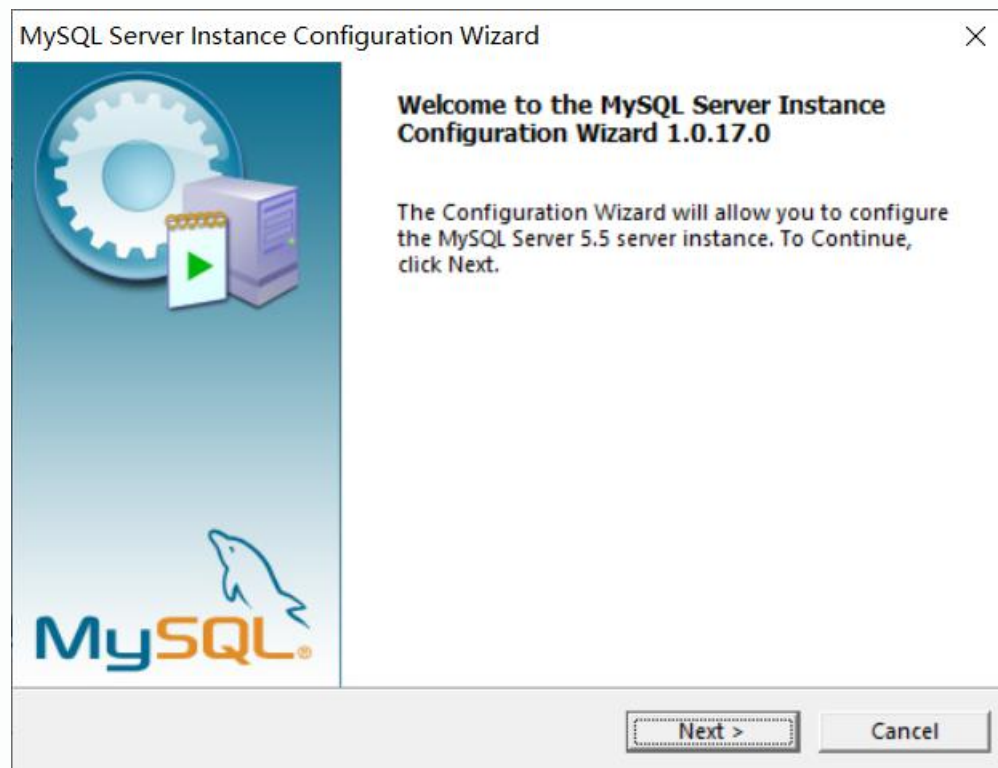 MySQL Server Instance Configuration Wizard
Welcome to the MySQL Server Instance
Configuration Wizard 1.0.17.0
The Configuration Wizard will allow you to configure
the MySQL Server 5.5 server instance. To Continue,
click Next.
MySQL®
Next >
Cancel